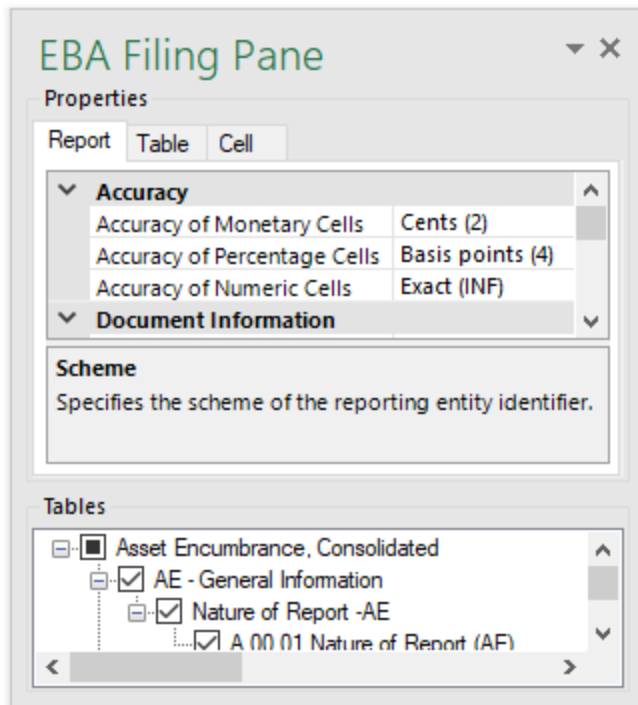 EBA Filing Pane
Properties
Report Table Cell
Accuracy
Accuracy of Monetary Cells Cents (2)
Accuracy of Percentage Cells Basis points (4)
Accuracy of Numeric Cells Exact (INF)
Document Information
Scheme
Specifies the scheme of the reporting entity identifier.
Tables
Asset Encumbrance, Consolidated
AE - General Information
Nature of Report -AE
A 00.01 Nature of Report (AE)